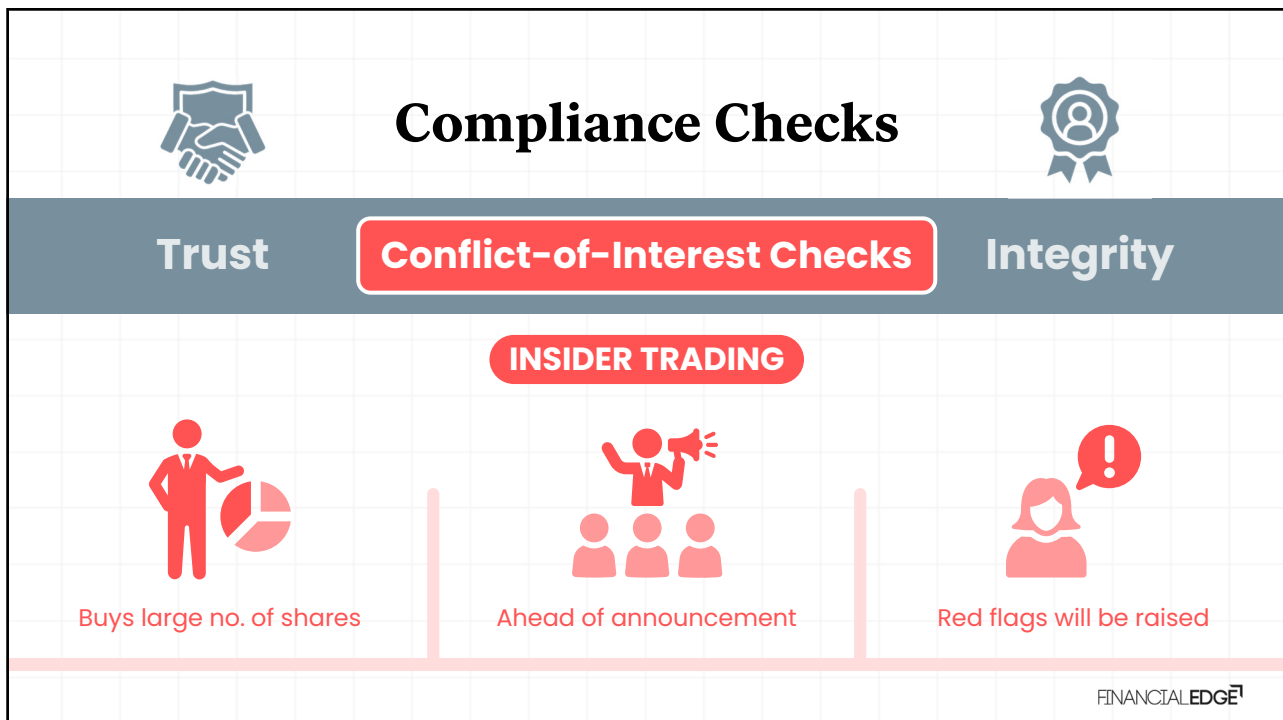 Compliance Checks
Trust
Conflict-of-Interest Checks
Integrity
INSIDER TRADING
Buys large no. of shares
Ahead of announcement
Red flags will be raised
FINANCIALEDGE